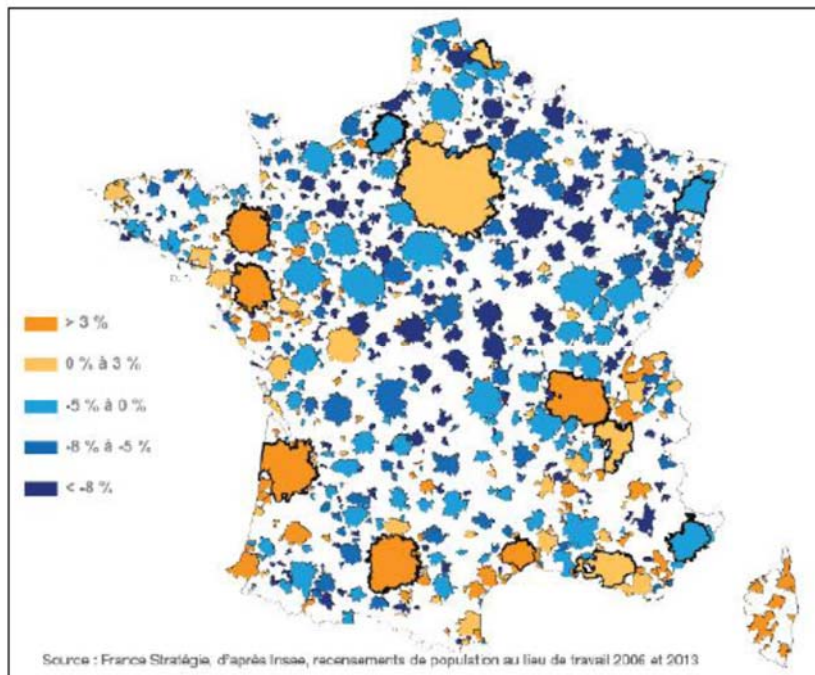 > 3 %
0 % à 3 %
-5 % à 0 %
-8 % à -5 %
< -8 %
Source : France Stratégie, d'après Insee, recensements de population au lieu de travail 2006 et 2013